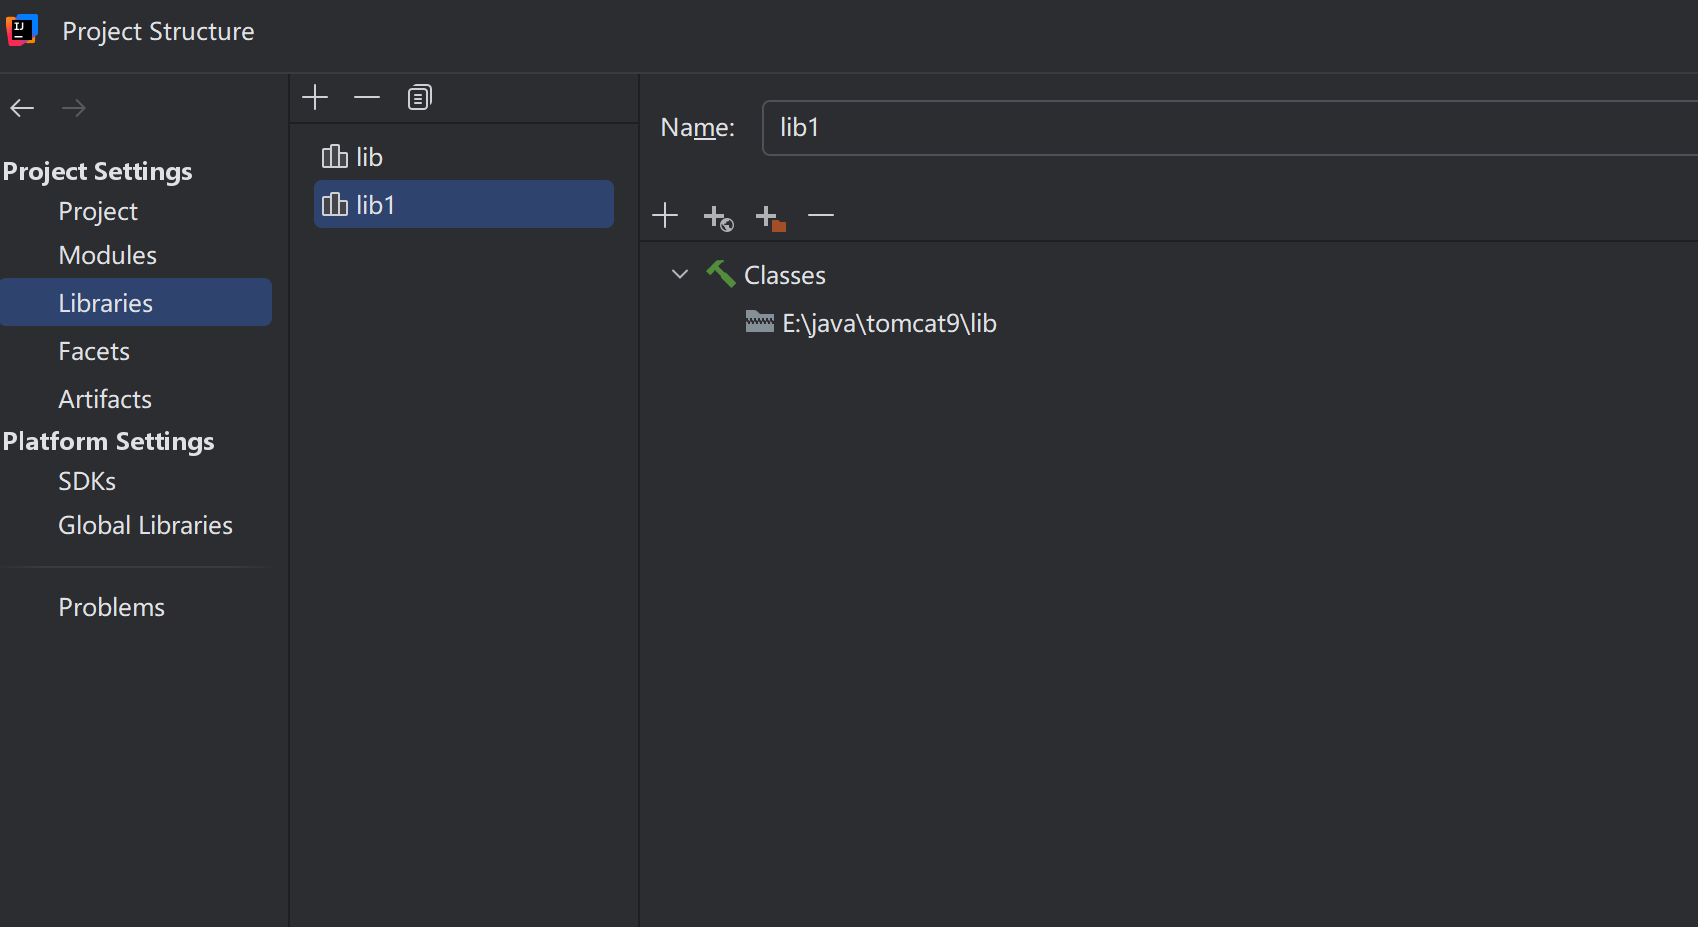 Project Structure
Project Settings
Project
Modules
Libraries
Facets
Artifacts
Platform Settings
SDKs
Global Libraries
Problems
lib
lib1
Name: lib1
Classes
E:\java\tomcat9\lib